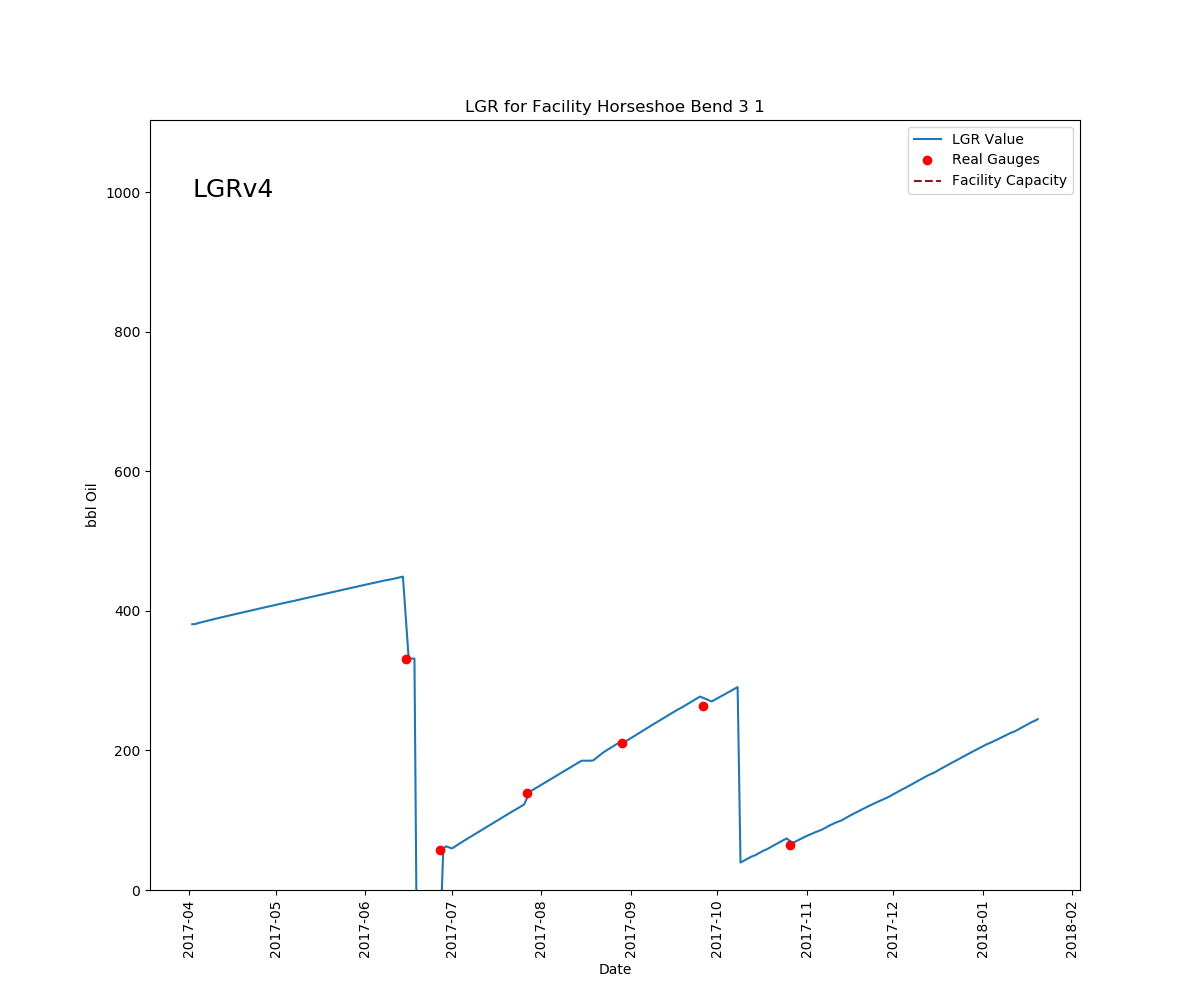 LGR for Facility Horseshoe Bend 3 1
LGRv4
LGR Value
Real Gauges
Facility Capacity
1000
800
600
400
200
0
bbl Oil
2017-04
2017-05
2017-06
2017-07
2017-08
2017-09
2017-10
2017-11
2017-12
2018-01
2018-02
Date